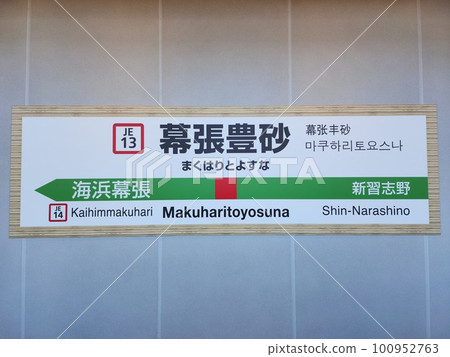 JE
13
幕張豊砂
まくはりとよすな
幕张丰砂
마쿠하리토요스나
海浜幕張
新習志野
JE
14
Kaihimmakuhari
Makuharitoyosuna
Shin-Narashino
PIXTA
100952763